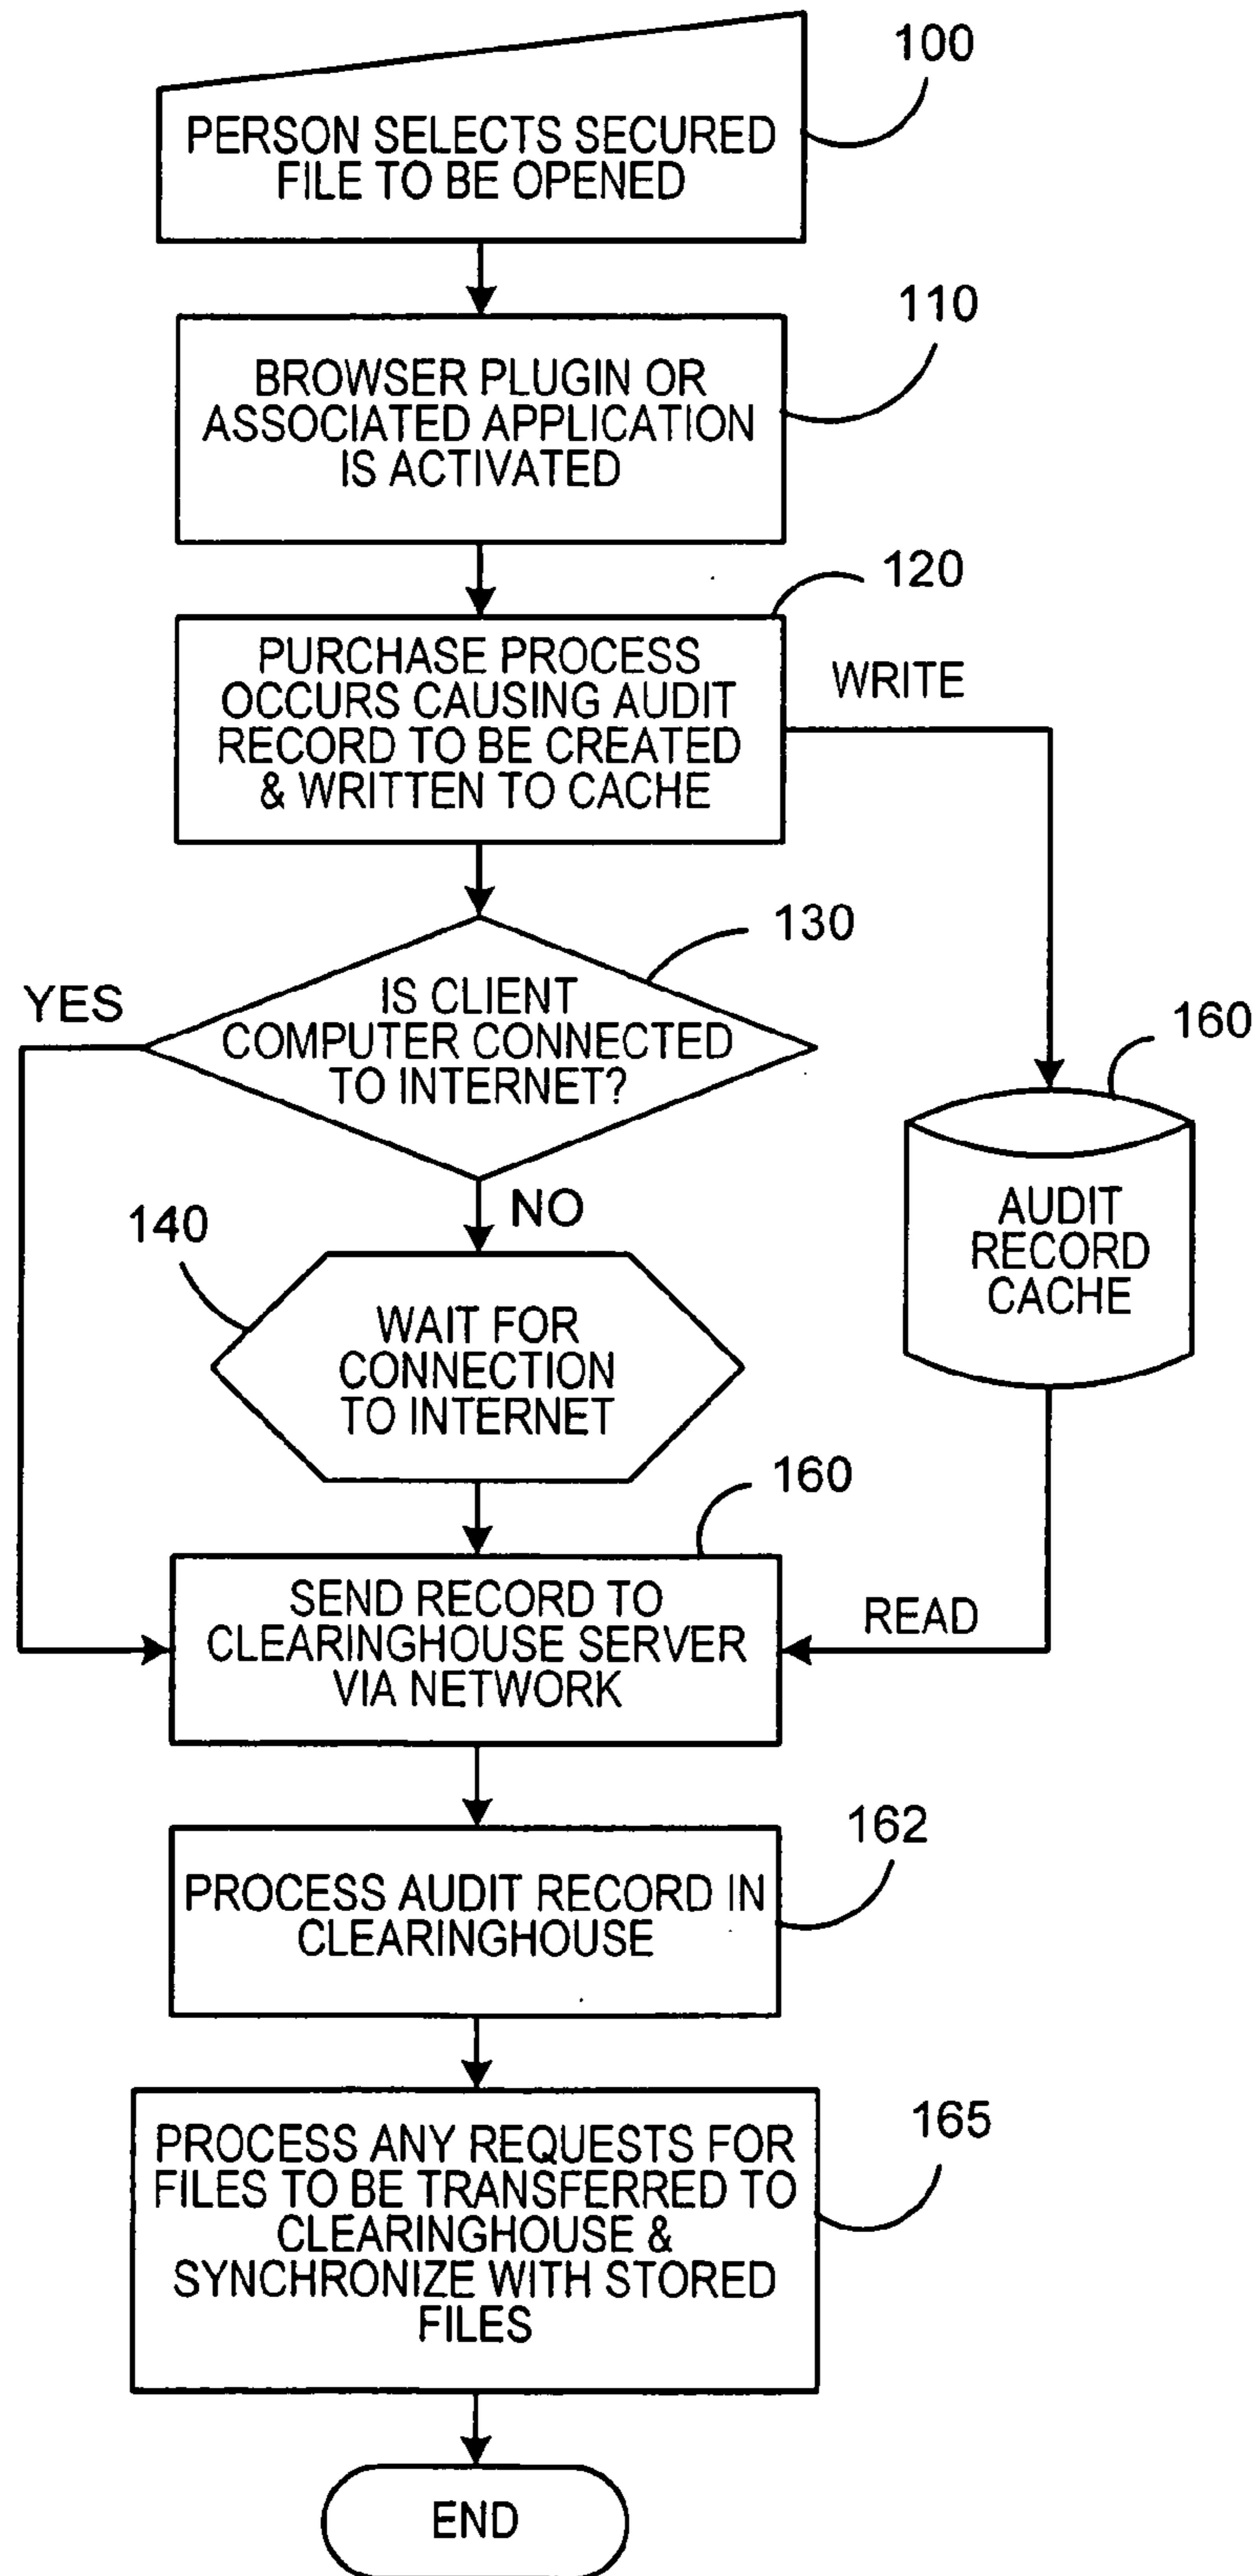 100
PERSON SELECTS SECURED
FILE TO BE OPENED
110
BROWSER PLUGIN OR
ASSOCIATED APPLICATION
IS ACTIVATED
120
PURCHASE PROCESS
OCCURS CAUSING AUDIT
RECORD TO BE CREATED
& WRITTEN TO CACHE
WRITE
130
IS CLIENT
COMPUTER CONNECTED
TO INTERNET?
YES
NO
160
AUDIT
RECORD
CACHE
140
WAIT FOR
CONNECTION
TO INTERNET
160
SEND RECORD TO
CLEARINGHOUSE SERVER
VIA NETWORK
READ
162
PROCESS AUDIT RECORD IN
CLEARINGHOUSE
165
PROCESS ANY REQUESTS FOR
FILES TO BE TRANSFERRED TO
CLEARINGHOUSE &
SYNCHRONIZE WITH STORED
FILES
END